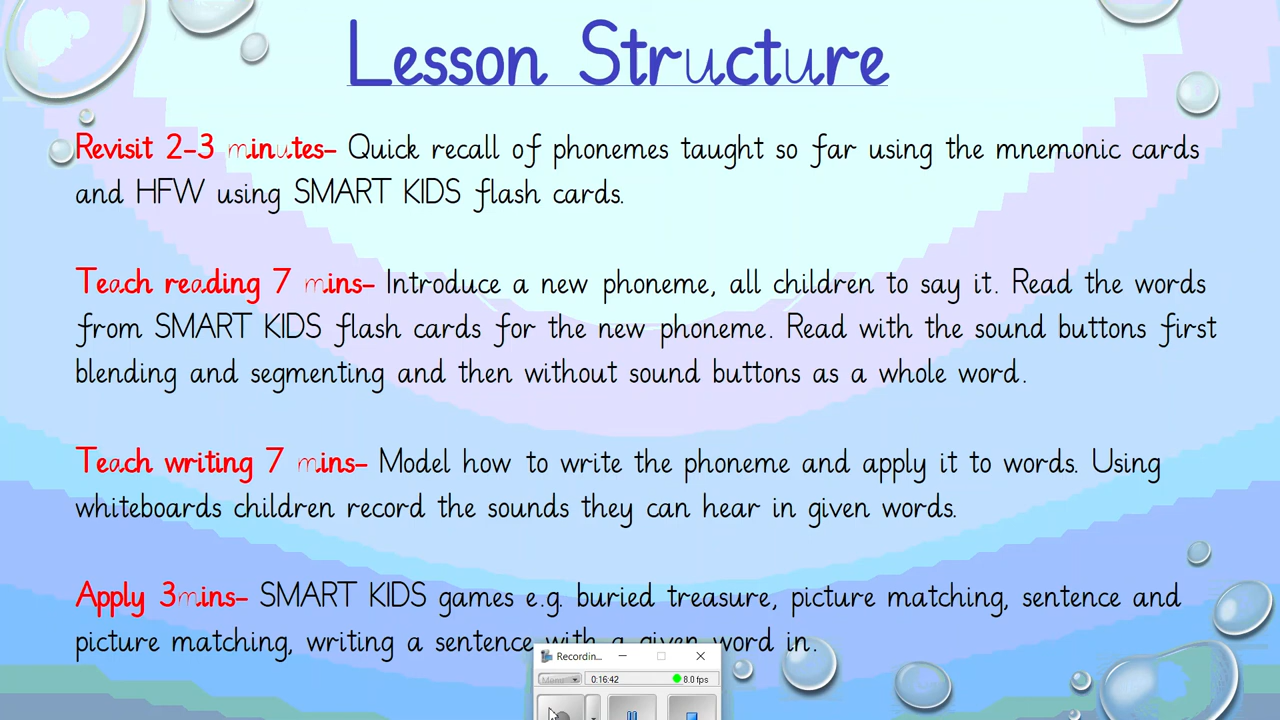 Lesson Structure
Revisit 2-3 minutes- Quick recall of phonemes taught so far using the mnemonic cards
and HFW using SMART KIDS flash cards.
Teach reading 7 mins- Introduce a new phoneme, all children to say it. Read the words
from SMART KIDS flash cards for the new phoneme. Read with the sound buttons first
blending and segmenting and then without sound buttons as a whole word.
Teach writing 7 mins- Model how to write the phoneme and apply it to words. Using
whiteboards children record the sounds they can hear in given words.
Apply 3mins- SMART KIDS games e.g. buried treasure, picture matching, sentence and
picture matching, writing a sentence with a given word in.
Recordin...
Menu 0:16:42 8.0 fps